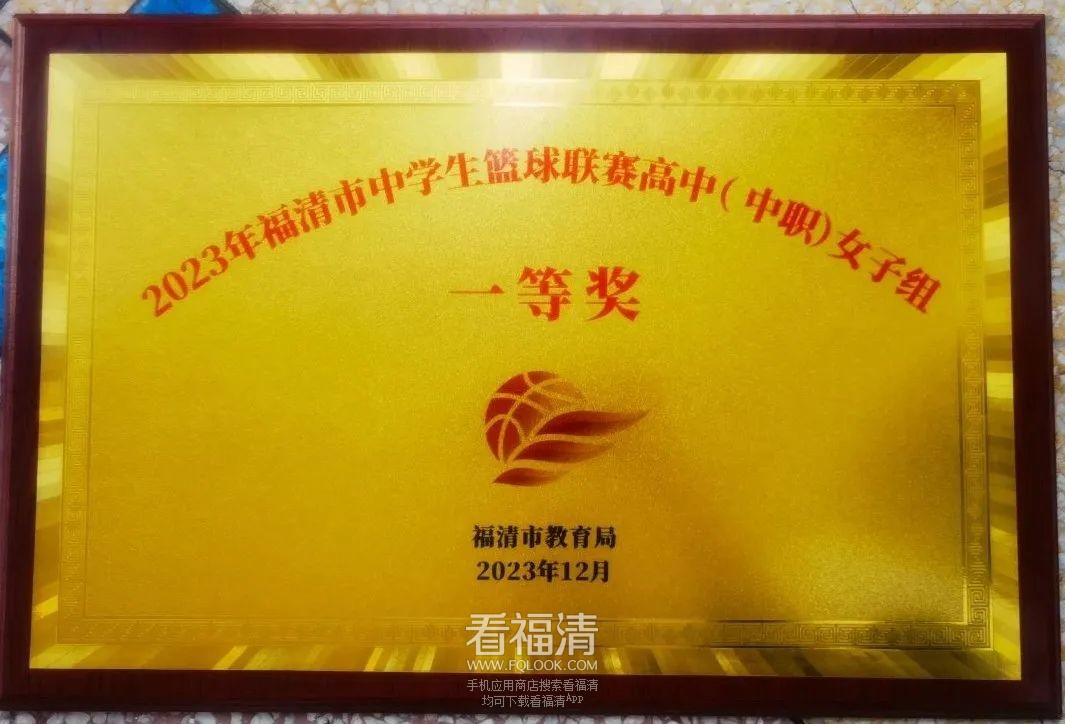 2023年福清市中学生篮球联赛高中(中职)女子组
一等奖
福清市教育局
2023年12月
看福清
WWW.FQLOOK.COM
手机应用商店搜索看福清
均可下载看福清APP